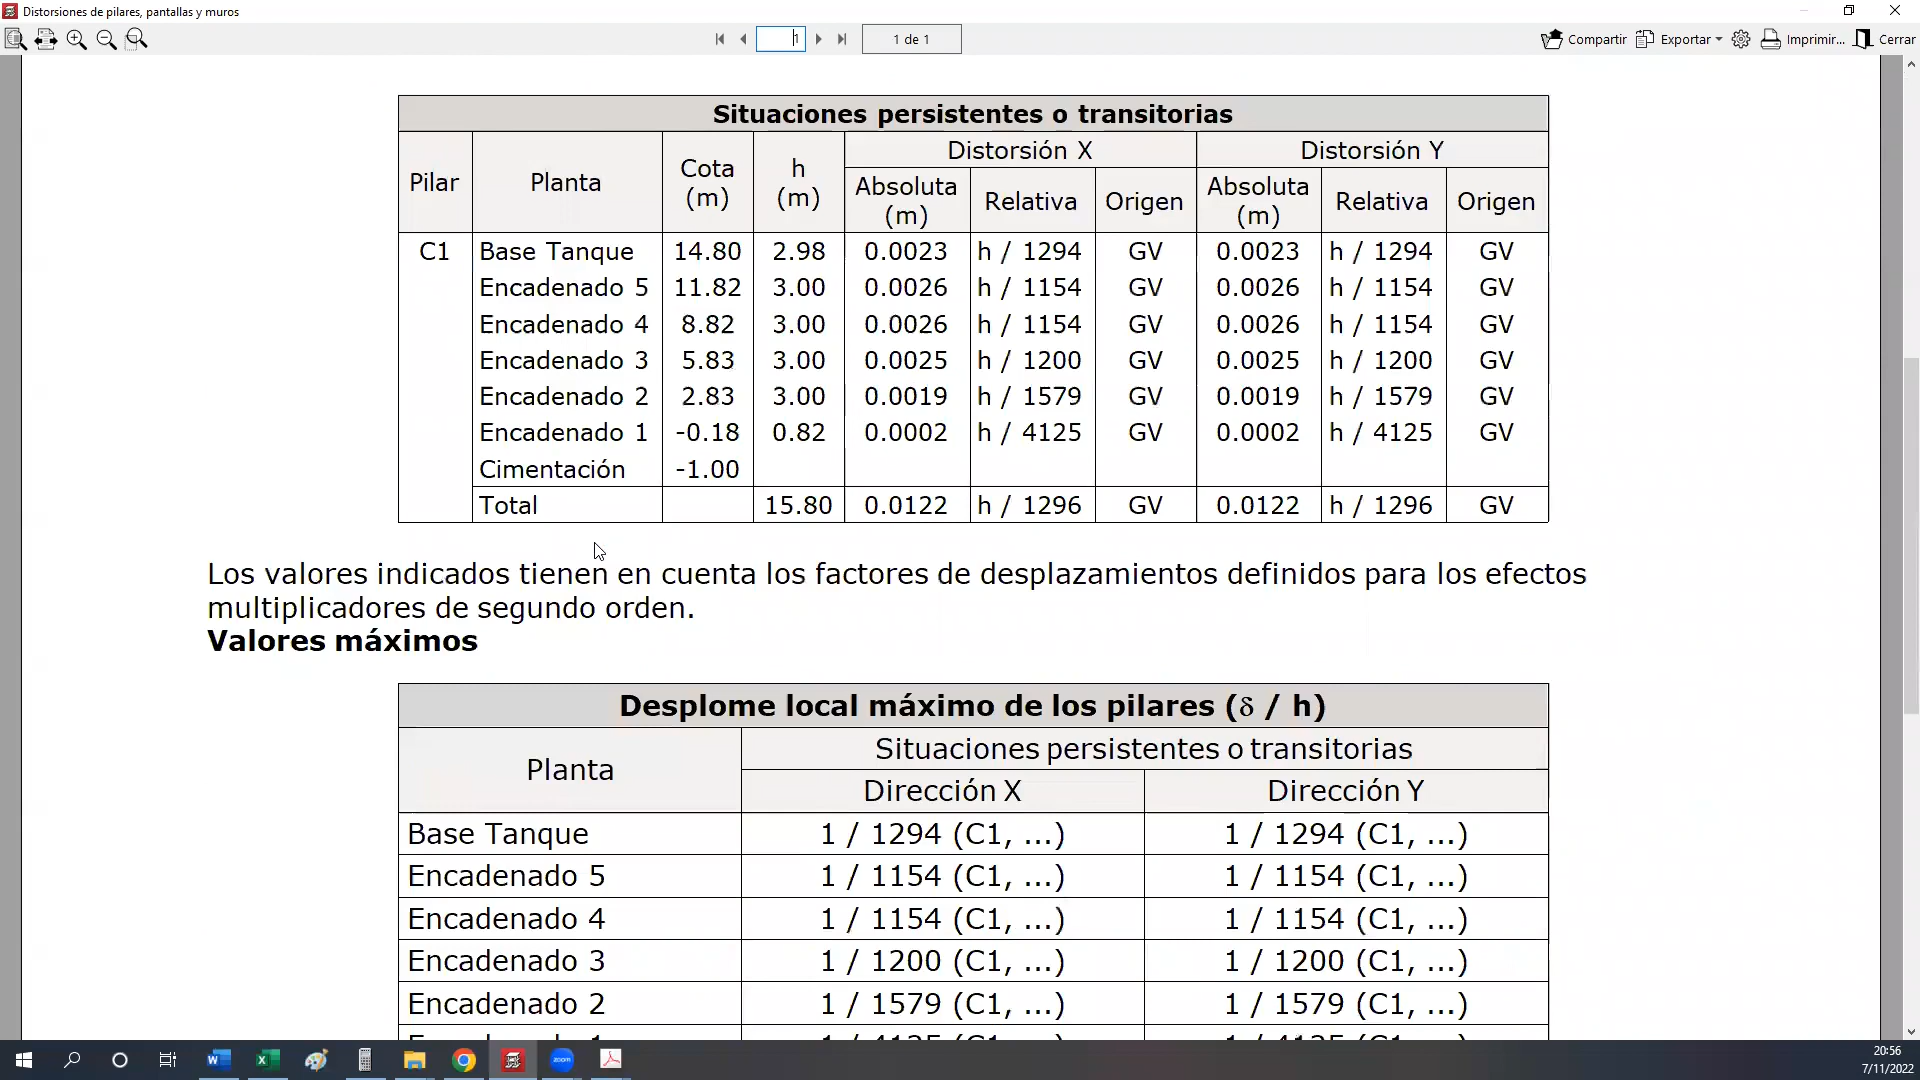 Distorsiones de pilares, pantallas y muros
1
1 de 1
Compartir
Exportar
Imprimir...
Cerrar
Situaciones persistentes o transitorias
Pilar Planta Cota (m) h (m) Distorsión X Distorsión Y
Absoluta (m) Relativa Origen Absoluta (m) Relativa Origen
C1 Base Tanque 14.80 2.98 0.0023 h / 1294 GV 0.0023 h / 1294 GV
Encadenado 5 11.82 3.00 0.0026 h / 1154 GV 0.0026 h / 1154 GV
Encadenado 4 8.82 3.00 0.0026 h / 1154 GV 0.0026 h / 1154 GV
Encadenado 3 5.83 3.00 0.0025 h / 1200 GV 0.0025 h / 1200 GV
Encadenado 2 2.83 3.00 0.0019 h / 1579 GV 0.0019 h / 1579 GV
Encadenado 1 -0.18 0.82 0.0002 h / 4125 GV 0.0002 h / 4125 GV
Cimentación -1.00
Total 15.80 0.0122 h / 1296 GV 0.0122 h / 1296 GV
Los valores indicados tienen en cuenta los factores de desplazamientos definidos para los efectos
multiplicadores de segundo orden.
Valores máximos
Desplome local máximo de los pilares (δ / h)
Planta Situaciones persistentes o transitorias
Dirección X Dirección Y
Base Tanque 1 / 1294 (C1, ...) 1 / 1294 (C1, ...)
Encadenado 5 1 / 1154 (C1, ...) 1 / 1154 (C1, ...)
Encadenado 4 1 / 1154 (C1, ...) 1 / 1154 (C1, ...)
Encadenado 3 1 / 1200 (C1, ...) 1 / 1200 (C1, ...)
Encadenado 2 1 / 1579 (C1, ...) 1 / 1579 (C1, ...)
zoom
20:56
7/11/2022